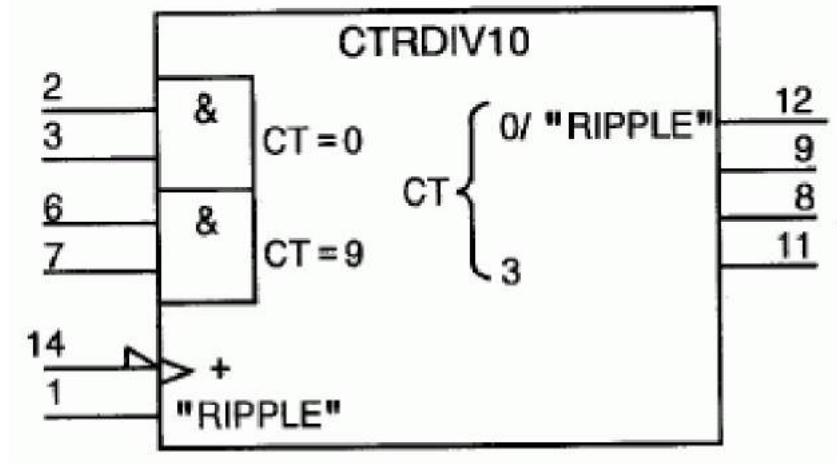 CTRDIV10
2
&
3
CT = 0
6
&
7
CT = 9
14
+
1
"RIPPLE"
CT
0/ "RIPPLE"
3
12
9
8
11